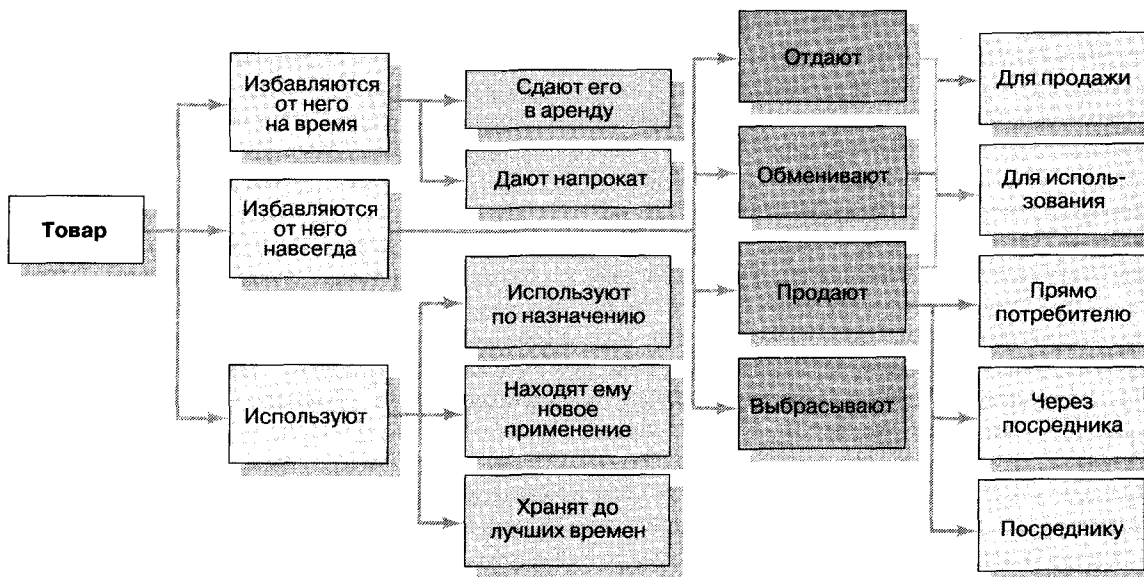 Товар
Избавляются
от него
на время
Избавляются
от него
навсегда
Используют
Сдают его
в аренду
Дают напрокат
Используют
по назначению
Находят ему
новое
применение
Хранят до
лучших времен
Отдают
Обменивают
Продают
Выбрасывают
Для продажи
Для исполь-
зования
Прямо
потребителю
Через
посредника
Посреднику